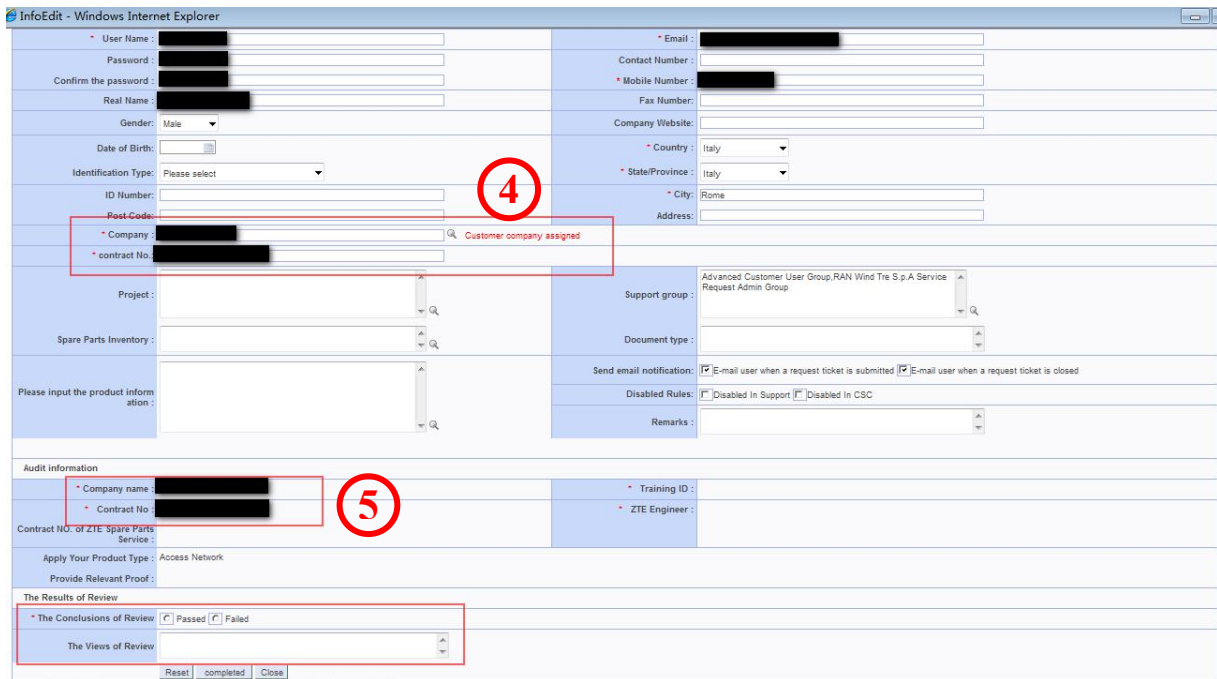 InfoEdit - Windows Internet Explorer
* User Name :
* Email :
Password :
Contact Number :
Confirm the password :
* Mobile Number :
Real Name :
Fax Number:
Gender: Male
Company Website:
Date of Birth:
* Country : Italy
Identification Type: Please select
* State/Province : Italy
4
ID Number:
* City: Rome
Post Code:
Address:
* Company : Customer company assigned
* contract No.:
Project :
Support group : Advanced Customer User Group,RAN Wind Tre S.p.A Service
Request Admin Group
Spare Parts Inventory :
Document type :
Send email notification: E-mail user when a request ticket is submitted E-mail user when a request ticket is closed
Please input the product inform
ation :
Disabled Rules: Disabled In Support Disabled In CSC
Remarks :
Audit information
* Company name :
* Training ID :
5
* Contract No :
* ZTE Engineer :
Contract NO. of ZTE Spare Parts
Service :
Apply Your Product Type : Access Network
Provide Relevant Proof :
The Results of Review
* The Conclusions of Review Passed Failed
The Views of Review
Reset completed Close